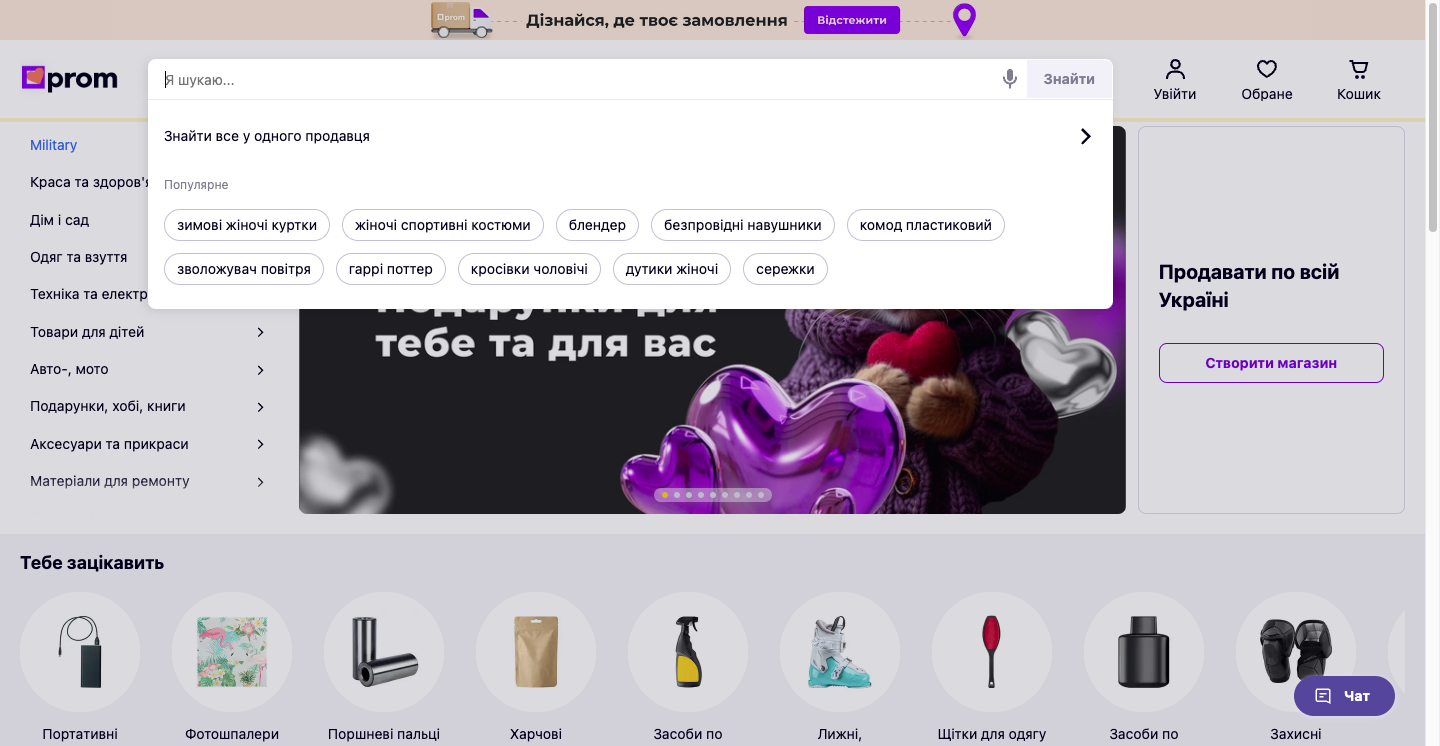 prom
Дізнайся, де твоє замовлення
Відстежити
prom
Я шукаю...
Знайти
Увійти
Обране
Кошик
Знайти все у одного продавця
Популярне
зимові жіночі куртки
жіночі спортивні костюми
блендер
безпровідні навушники
комод пластиковий
зволожувач повітря
гаррі поттер
кросівки чоловічі
дутики жіночі
сережки
Military
Краса та здоров'я
Дім і сад
Одяг та взуття
Техніка та електр
Товари для дітей
Авто-, мото
Подарунки, хобі, книги
Аксесуари та прикраси
Матеріали для ремонту
Подарунки для
тебе та для вас
Продавати по всій
Україні
Створити магазин
Тебе зацікавить
Портативні
Фотошпалери
Поршневі пальці
Харчові
Засоби по
Лижні,
Щітки для одягу
Засоби по
Захисні
Чат